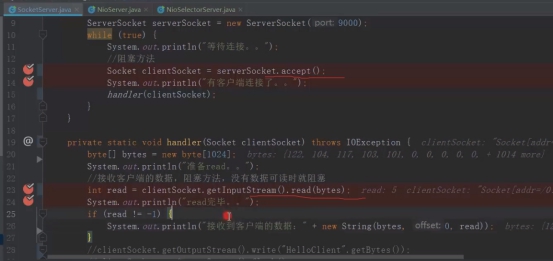 SocketServer.java NioServer.java NioSelectorServer.java
9 ServerSocket serverSocket = new ServerSocket( port: 9000);
10 while (true) {
11 System.out.println("等待连接。。");
12 //阻塞方法
13 Socket clientSocket = serverSocket.accept();
14 System.out.println("有客户端连接了。。");
15 handler(clientSocket);
16 }
17 }
18
19 @ private static void handler(Socket clientSocket) throws IOException { clientSocket: "Socket[addr=
20 byte[] bytes = new byte[1024]; bytes: {122, 104, 117, 103, 101, 0, 0, 0, 0, 0, + 1014 more}
21 System.out.println("准备read。。");
22 //接收客户端的数据，阻塞方法，没有数据可读时就阻塞
23 int read = clientSocket.getInputStream().read(bytes); read: 5 clientSocket: "Socket[addr=/0
24 System.out.println("read完毕。。");
25 if (read != -1) {
26 System.out.println("接收到客户端的数据：" + new String(bytes, offset: 0, read));
27 }
28 //clientSocket.getOutputStream().write("HelloClient".getBytes());